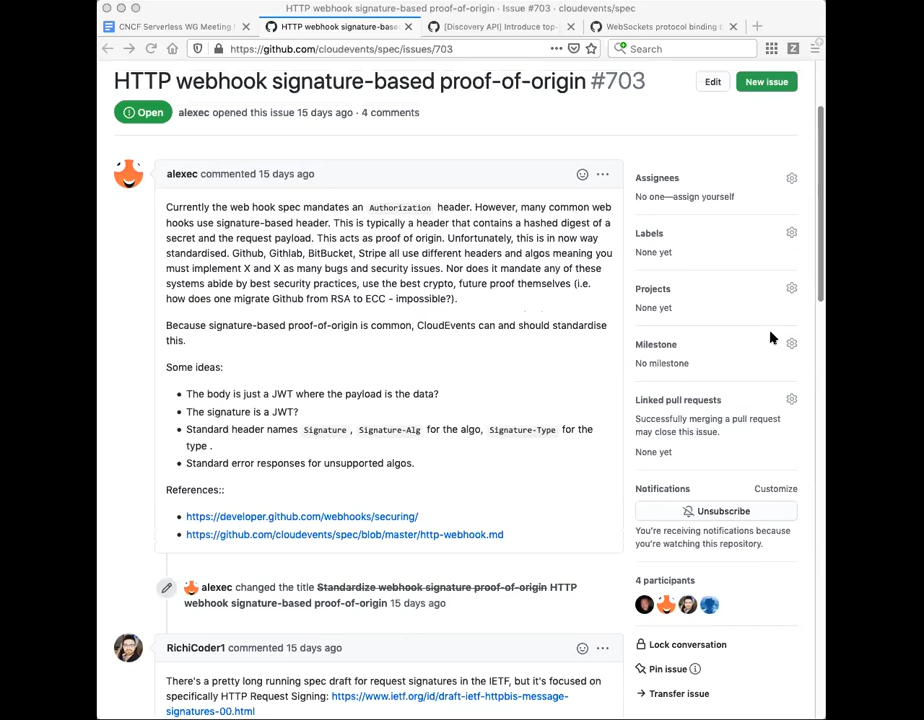 HTTP webhook signature-based proof-of-origin · Issue #703 · cloudevents/spec
CNCF Serverless WG Meeting
HTTP webhook signature-bas
[Discovery API] Introduce top-
WebSockets protocol binding
https://github.com/cloudevents/spec/issues/703
Search
HTTP webhook signature-based proof-of-origin #703
Edit
New issue
Open
alexec opened this issue 15 days ago · 4 comments
alexec commented 15 days ago
Currently the web hook spec mandates an Authorization header. However, many common web
hooks use signature-based header. This is typically a header that contains a hashed digest of a
secret and the request payload. This acts as proof of origin. Unfortunately, this is in now way
standardised. Github, Githlab, BitBucket, Stripe all use different headers and algos meaning you
must implement X and X as many bugs and security issues. Nor does it mandate any of these
systems abide by best security practices, use the best crypto, future proof themselves (i.e.
how does one migrate Github from RSA to ECC - impossible?).
Because signature-based proof-of-origin is common, CloudEvents can and should standardise
this.
Some ideas:
• The body is just a JWT where the payload is the data?
• The signature is a JWT?
• Standard header names Signature , Signature-Alg for the algo, Signature-Type for the
type .
• Standard error responses for unsupported algos.
References::
• https://developer.github.com/webhooks/securing/
• https://github.com/cloudevents/spec/blob/master/http-webhook.md
alexec changed the title Standardize webhook signature proof-of-origin HTTP
webhook signature-based proof-of-origin 15 days ago
RichiCoder1 commented 15 days ago
There's a pretty long running spec draft for request signatures in the IETF, but it's focused on
specifically HTTP Request Signing: https://www.ietf.org/id/draft-ietf-httpbis-message-
signatures-00.html
Assignees
No one—assign yourself
Labels
None yet
Projects
None yet
Milestone
No milestone
Linked pull requests
Successfully merging a pull request
may close this issue.
None yet
Notifications
Customize
Unsubscribe
You're receiving notifications because
you're watching this repository.
4 participants
Lock conversation
Pin issue
Transfer issue